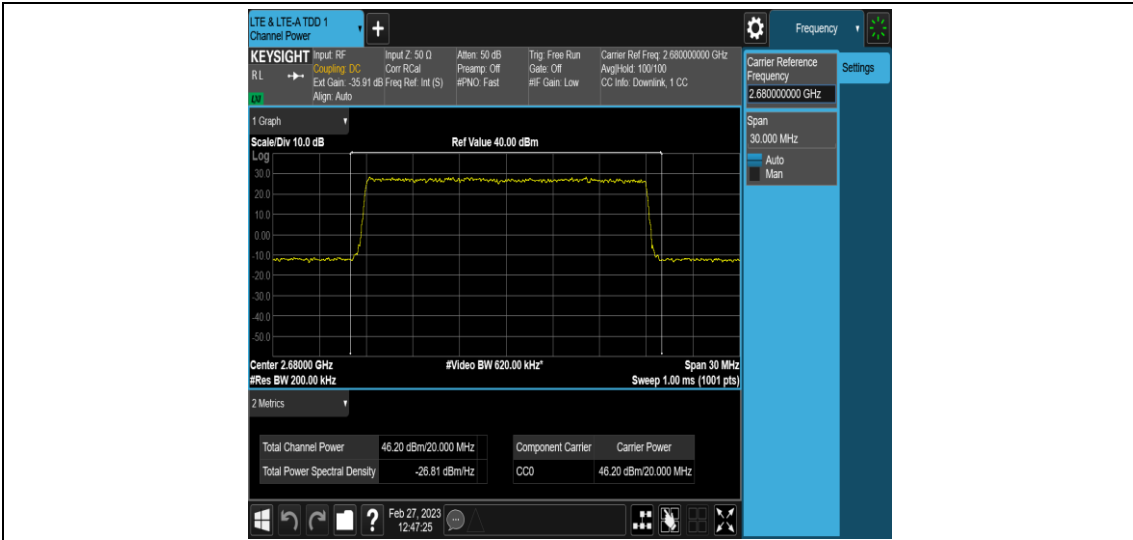 LTE & LTE-A TDD 1
Channel Power
Frequency
KEYSIGHT
R L
LNI
Input: RF
Coupling: DC
Ext Gain: -35.91 dB
Align: Auto
Input Z: 50 Ω
Corr RCal
Freq Ref: Int (S)
Atten: 50 dB
Preamp: Off
#PNO: Fast
Trig: Free Run
Gate: Off
#IF Gain: Low
Carrier Ref Freq: 2.680000000 GHz
Avg|Hold: 100/100
CC Info: Downlink, 1 CC
Carrier Reference
Frequency
2.680000000 GHz
Settings
Span
30.000 MHz
Auto
Man
1 Graph
Scale/Div 10.0 dB
Ref Value 40.00 dBm
Log
30.0
20.0
10.0
0.00
-10.0
-20.0
-30.0
-40.0
-50.0
Center 2.68000 GHz
#Video BW 620.00 kHz*
Span 30 MHz
#Res BW 200.00 kHz
Sweep 1.00 ms (1001 pts)
2 Metrics
Total Channel Power 46.20 dBm/20.000 MHz
Total Power Spectral Density -26.81 dBm/Hz
Component Carrier Carrier Power
CC0 46.20 dBm/20.000 MHz
?
Feb 27, 2023
12:47:25